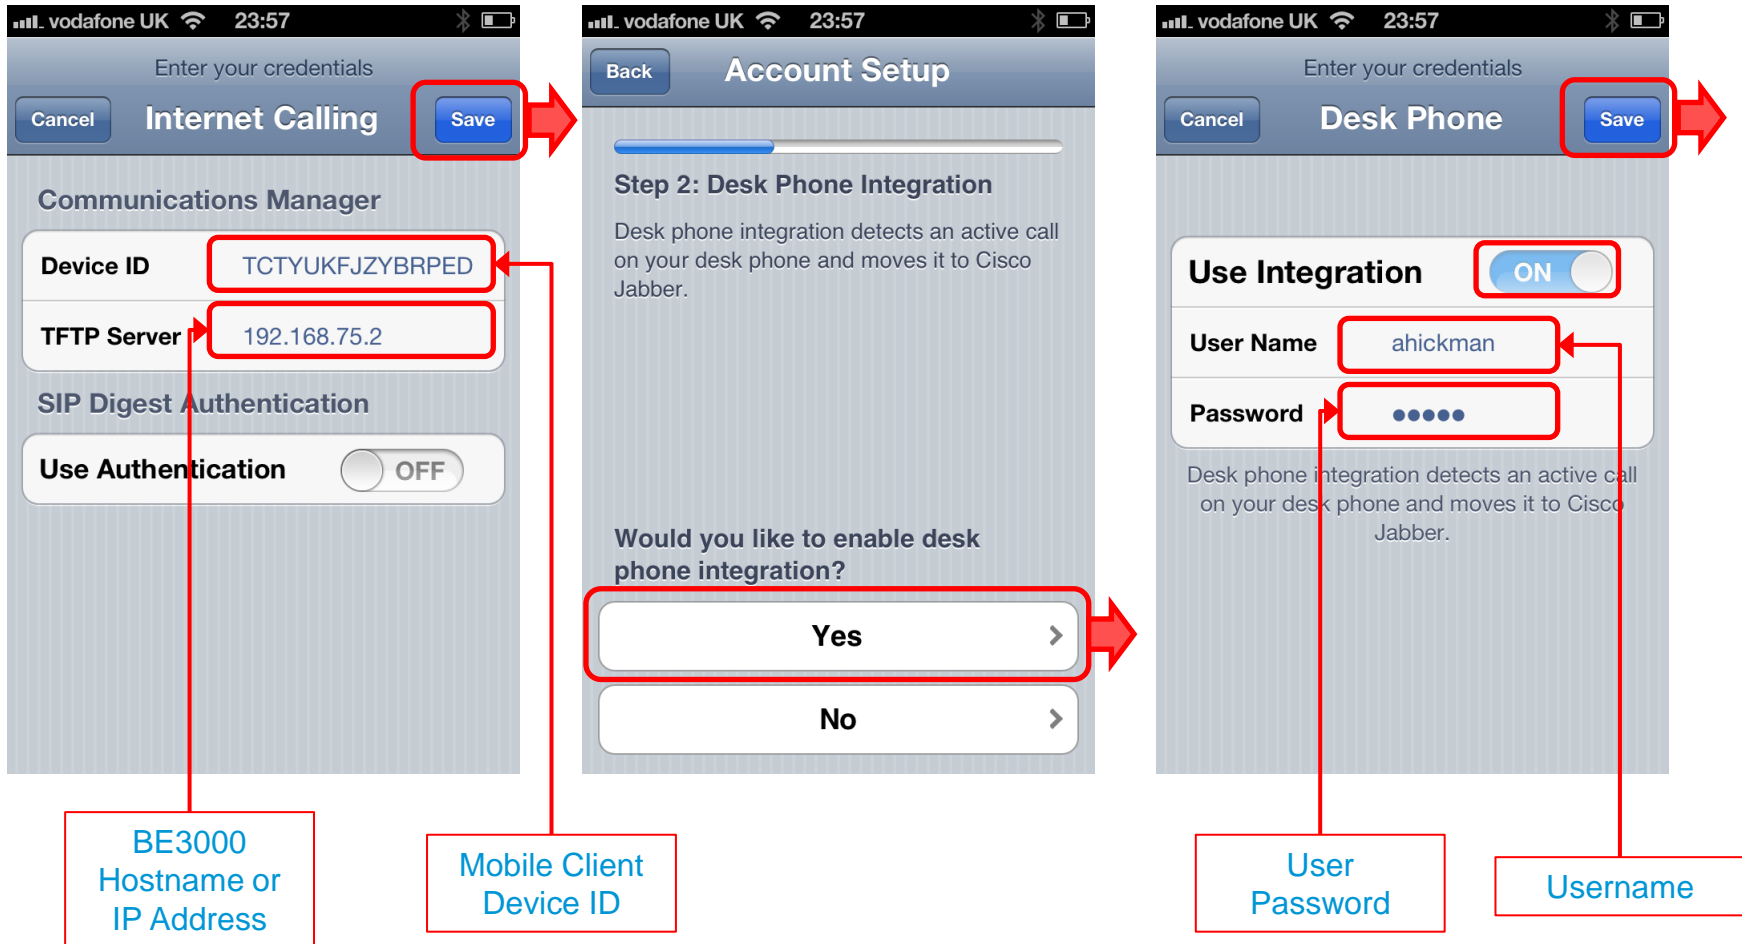 vodafone UK 23:57
Enter your credentials
Cancel Internet Calling Save
Communications Manager
Device ID TCTYUKFJZYBRPED
TFTP Server 192.168.75.2
SIP Digest Authentication
Use Authentication OFF
BE3000
Hostname or
IP Address
Mobile Client
Device ID
vodafone UK 23:57
Back Account Setup
Step 2: Desk Phone Integration
Desk phone integration detects an active call
on your desk phone and moves it to Cisco
Jabber.
Would you like to enable desk
phone integration?
Yes
No
vodafone UK 23:57
Enter your credentials
Cancel Desk Phone Save
Use Integration ON
User Name ahickman
Password •••••
Desk phone integration detects an active call
on your desk phone and moves it to Cisco
Jabber.
User
Password
Username